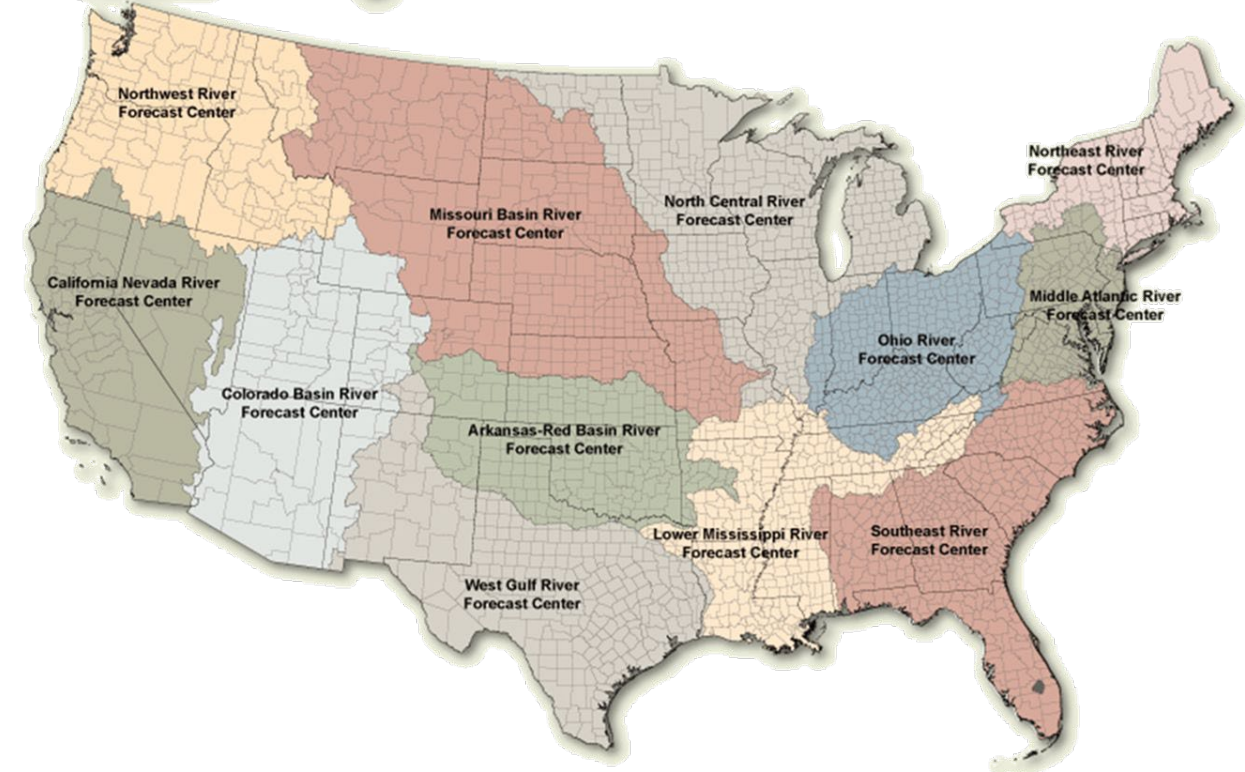 Northwest River
Forecast Center
Northeast River
Forecast Center
Missouri Basin River
Forecast Center
North Central River
Forecast Center
California Nevada River
Forecast Center
Middle Atlantic River
Forecast Center
Ohio River
Forecast Center
Colorado Basin River
Forecast Center
Arkansas-Red Basin River
Forecast Center
Lower Mississippi River
Forecast Center
Southeast River
Forecast Center
West Gulf River
Forecast Center